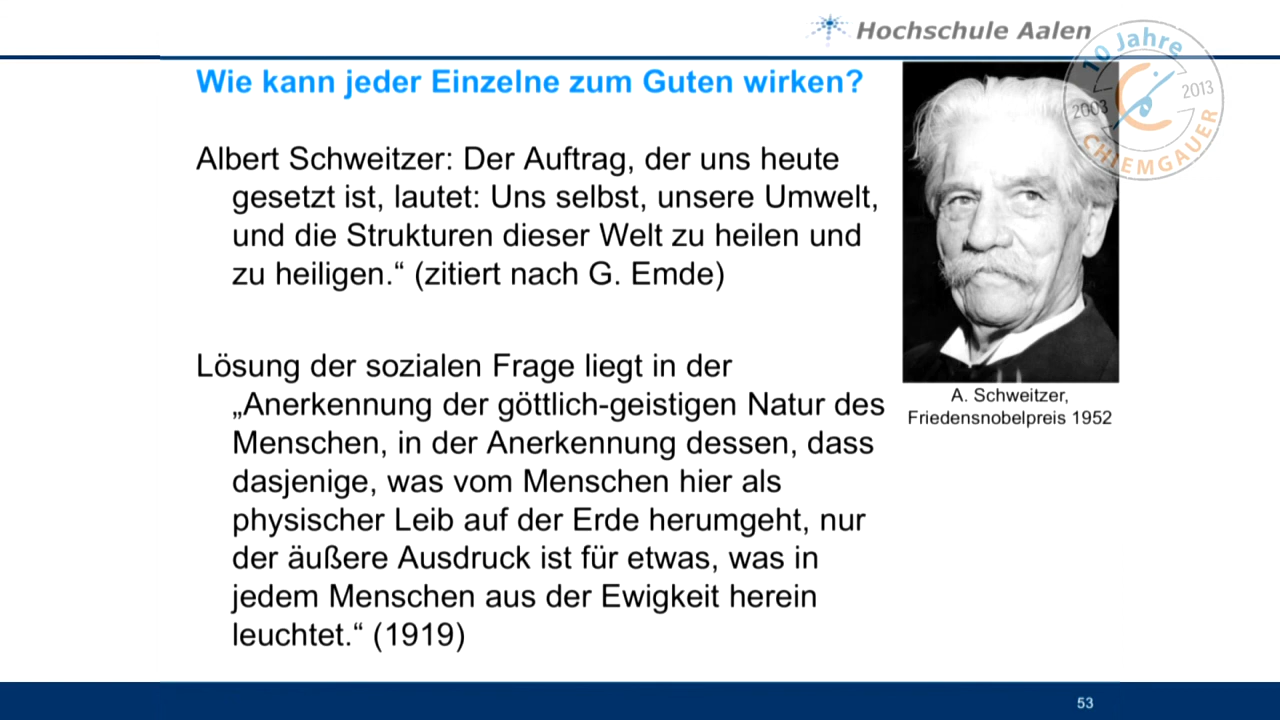 Hochschule Aalen
10 Jahre
2003
2013
CHIEMGAUER
Wie kann jeder Einzelne zum Guten wirken?
Albert Schweitzer: Der Auftrag, der uns heute
gesetzt ist, lautet: Uns selbst, unsere Umwelt,
und die Strukturen dieser Welt zu heilen und
zu heiligen.“ (zitiert nach G. Emde)
A. Schweitzer,
Friedensnobelpreis 1952
Lösung der sozialen Frage liegt in der
„Anerkennung der göttlich-geistigen Natur des
Menschen, in der Anerkennung dessen, dass
dasjenige, was vom Menschen hier als
physischer Leib auf der Erde herumgeht, nur
der äußere Ausdruck ist für etwas, was in
jedem Menschen aus der Ewigkeit herein
leuchtet.“ (1919)
53